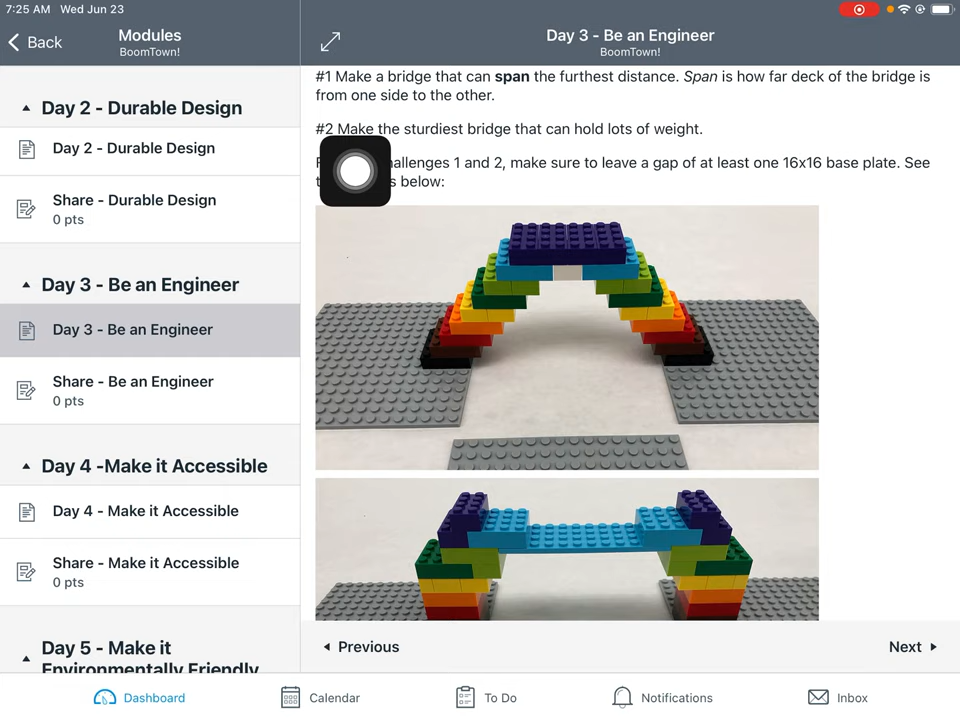 7:25 AM Wed Jun 23
Back
Modules
BoomTown!
Day 2 - Durable Design
Day 2 - Durable Design
Share - Durable Design
0 pts
Day 3 - Be an Engineer
Day 3 - Be an Engineer
Share - Be an Engineer
0 pts
Day 4 -Make it Accessible
Day 4 - Make it Accessible
Share - Make it Accessible
0 pts
Day 5 - Make it
Environmentally Friendly
Day 3 - Be an Engineer
BoomTown!
#1 Make a bridge that can span the furthest distance. Span is how far deck of the bridge is
from one side to the other.
#2 Make the sturdiest bridge that can hold lots of weight.
1 and 2, make sure to leave a gap of at least one 16x16 base plate. See
below:
Previous
Next
Dashboard
Calendar
To Do
Notifications
Inbox